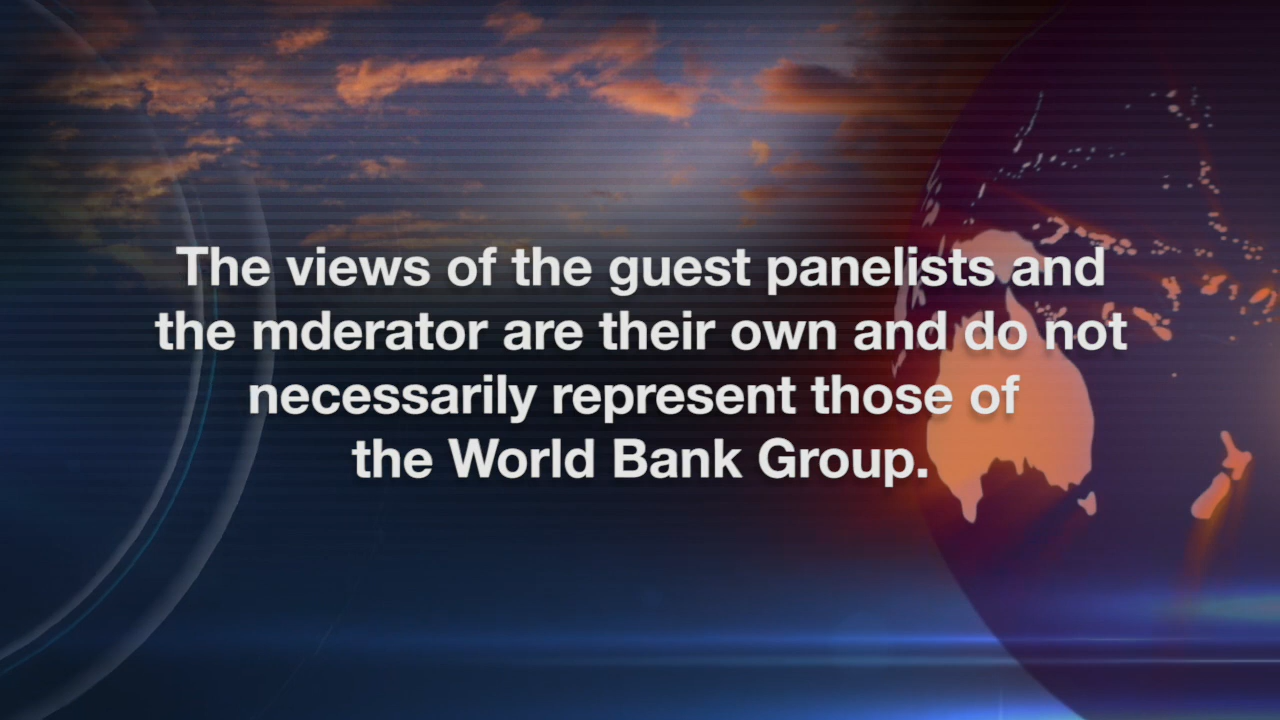 The views of the guest panelists and
the mderator are their own and do not
necessarily represent those of
the World Bank Group.